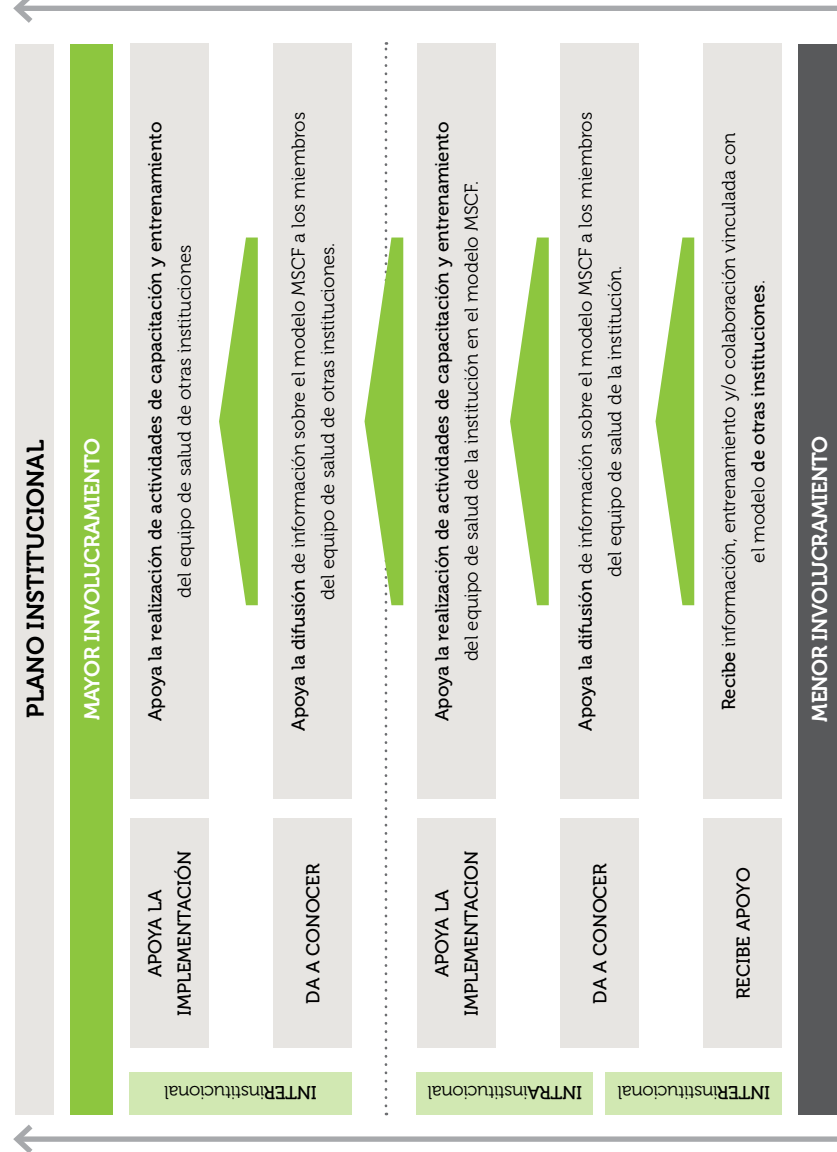 PLANO INSTITUCIONAL
MAYOR INVOLUCRAMIENTO
INTERinstitucional
APOYA LA
IMPLEMENTACIÓN
Apoya la realización de actividades de capacitación y entrenamiento
del equipo de salud de otras instituciones
DA A CONOCER
Apoya la difusión de información sobre el modelo MSCF a los miembros
del equipo de salud de otras instituciones.
INTRAinstitucional
APOYA LA
IMPLEMENTACION
Apoya la realización de actividades de capacitación y entrenamiento
del equipo de salud de la institución en el modelo MSCF.
DA A CONOCER
Apoya la difusión de información sobre el modelo MSCF a los miembros
del equipo de salud de la institución.
INTERinstitucional
RECIBE APOYO
Recibe información, entrenamiento y/o colaboración vinculada con
el modelo de otras instituciones.
MENOR INVOLUCRAMIENTO